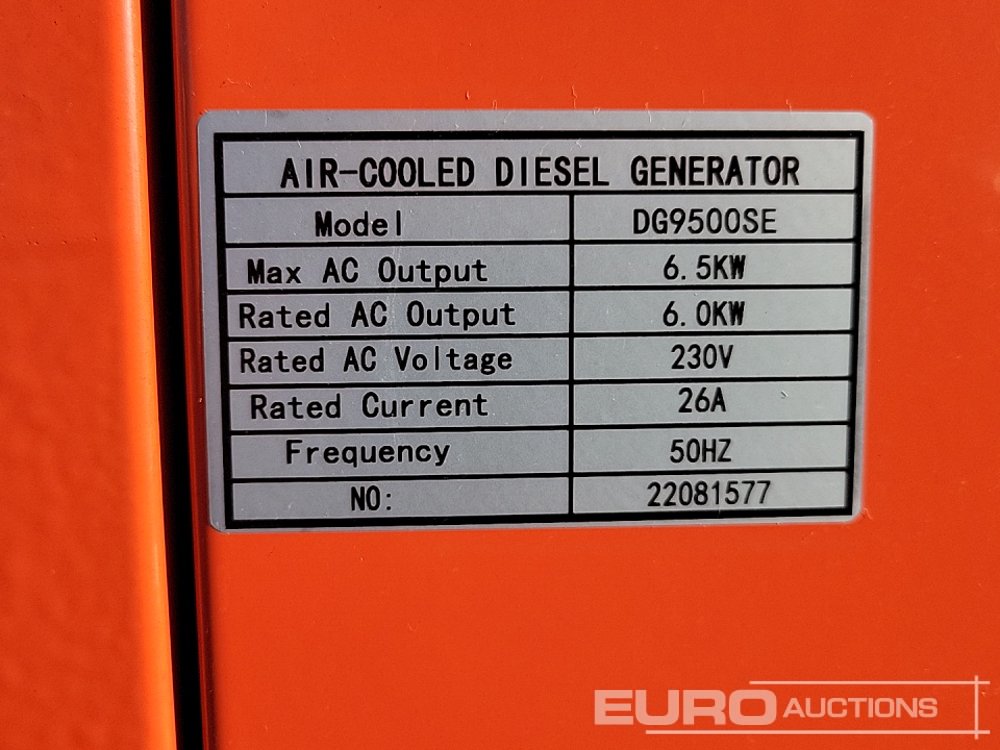 AIR-COOLED DIESEL GENERATOR
Model DG9500SE
Max AC Output 6.5KW
Rated AC Output 6.0KW
Rated AC Voltage 230V
Rated Current 26A
Frequency 50HZ
NO: 22081577
EURO AUCTIONS